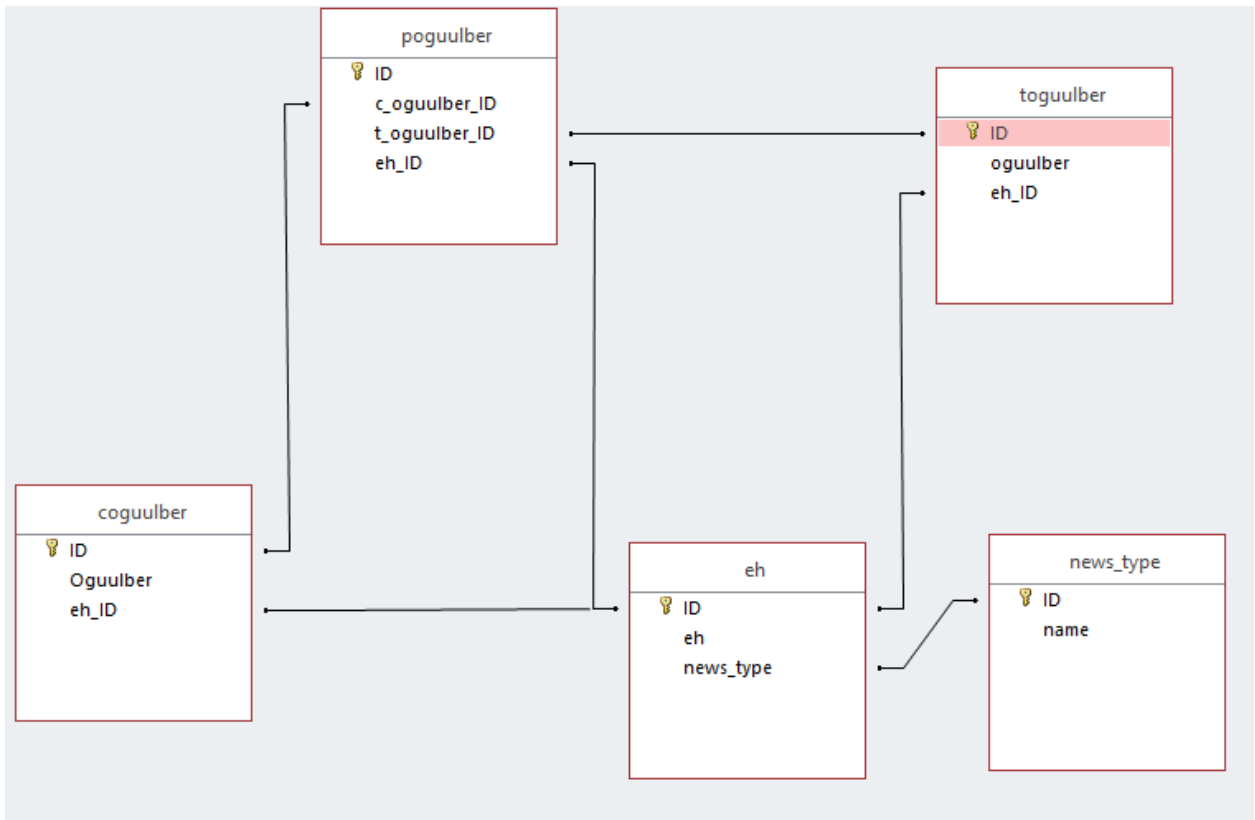 poguulber
ID
c_oguulber_ID
t_oguulber_ID
eh_ID
toguulber
ID
oguulber
eh_ID
coguulber
ID
Oguulber
eh_ID
eh
ID
eh
news_type
news_type
ID
name